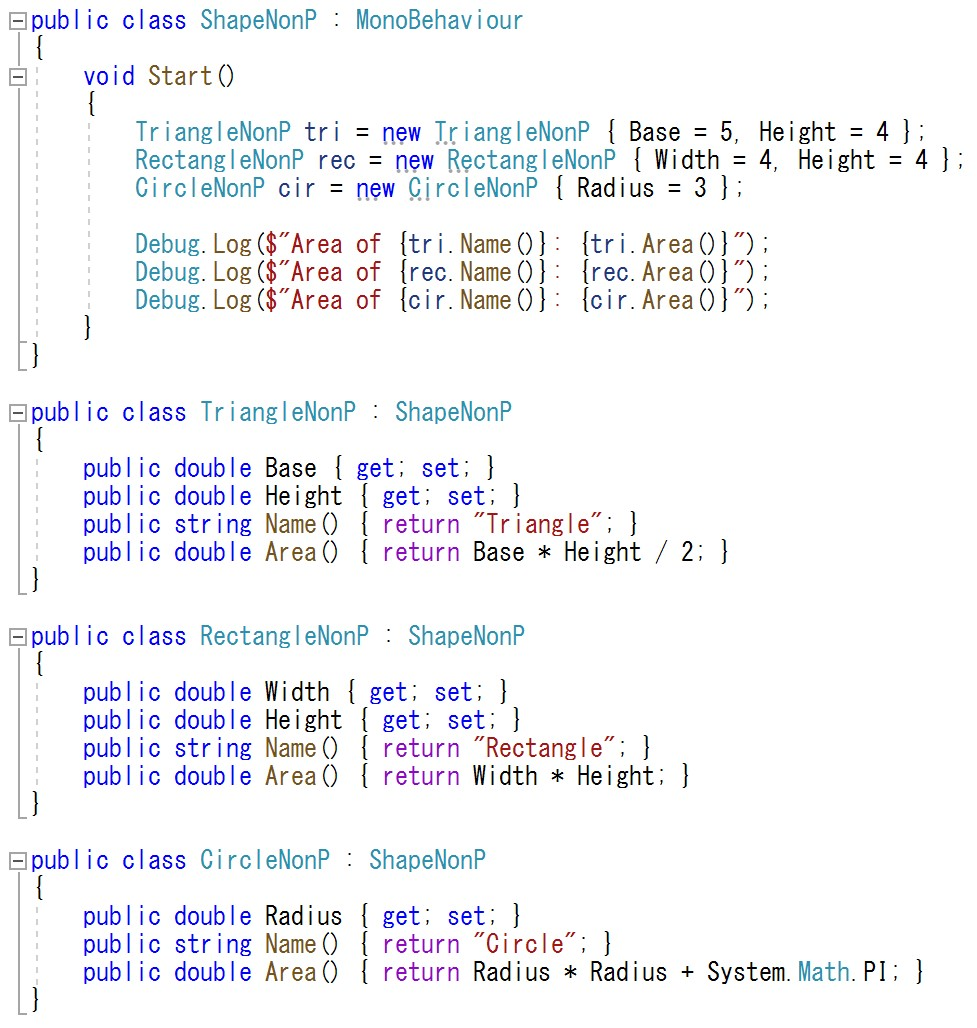 public class ShapeNonP : MonoBehaviour
{
    void Start()
    {
        TriangleNonP tri = new TriangleNonP { Base = 5, Height = 4 };
        RectangleNonP rec = new RectangleNonP { Width = 4, Height = 4 };
        CircleNonP cir = new CircleNonP { Radius = 3 };

        Debug.Log($"Area of {tri.Name()}: {tri.Area()}");
        Debug.Log($"Area of {rec.Name()}: {rec.Area()}");
        Debug.Log($"Area of {cir.Name()}: {cir.Area()}");
    }
}

public class TriangleNonP : ShapeNonP
{
    public double Base { get; set; }
    public double Height { get; set; }
    public string Name() { return "Triangle"; }
    public double Area() { return Base * Height / 2; }
}

public class RectangleNonP : ShapeNonP
{
    public double Width { get; set; }
    public double Height { get; set; }
    public string Name() { return "Rectangle"; }
    public double Area() { return Width * Height; }
}

public class CircleNonP : ShapeNonP
{
    public double Radius { get; set; }
    public string Name() { return "Circle"; }
    public double Area() { return Radius * Radius + System.Math.PI; }
}